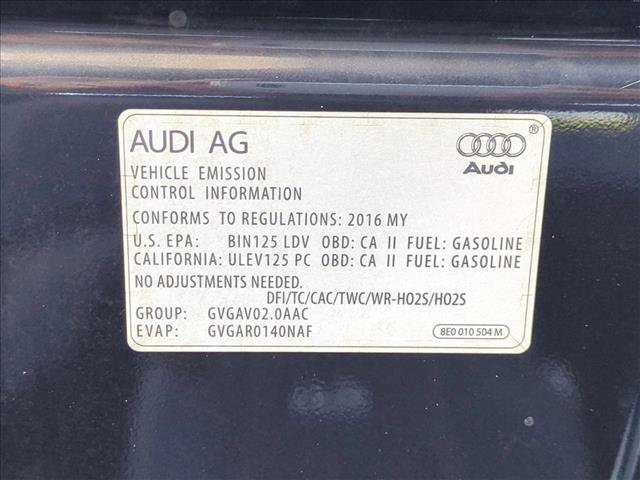 AUDI AG
Audi
®
VEHICLE EMISSION
CONTROL INFORMATION
CONFORMS TO REGULATIONS: 2016 MY
U.S. EPA: BIN125 LDV OBD: CA II FUEL: GASOLINE
CALIFORNIA: ULEV125 PC OBD: CA II FUEL: GASOLINE
NO ADJUSTMENTS NEEDED.
DFI/TC/CAC/TWC/WR-HO2S/HO2S
GROUP: GVGAV02.0AAC
EVAP: GVGAR0140NAF
8E0 010 504 M